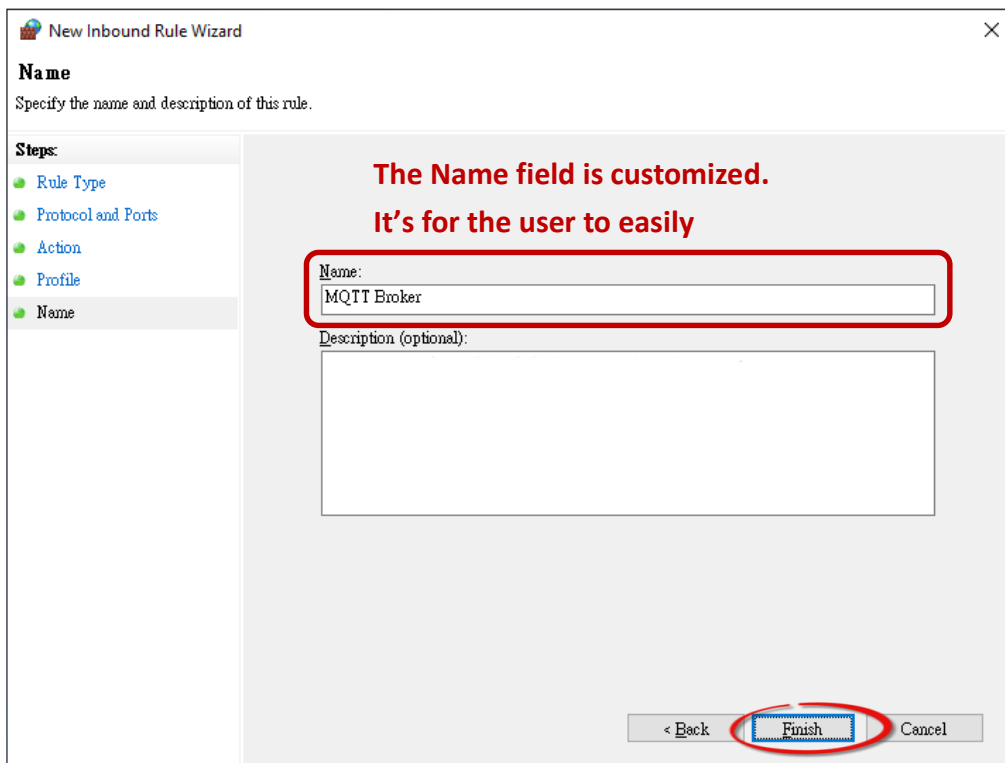 New Inbound Rule Wizard
Name
Specify the name and description of this rule.
Steps:
Rule Type
Protocol and Ports
Action
Profile
Name
The Name field is customized.
It’s for the user to easily
Name:
MQTT Broker
Description (optional):
< Back
Finish
Cancel